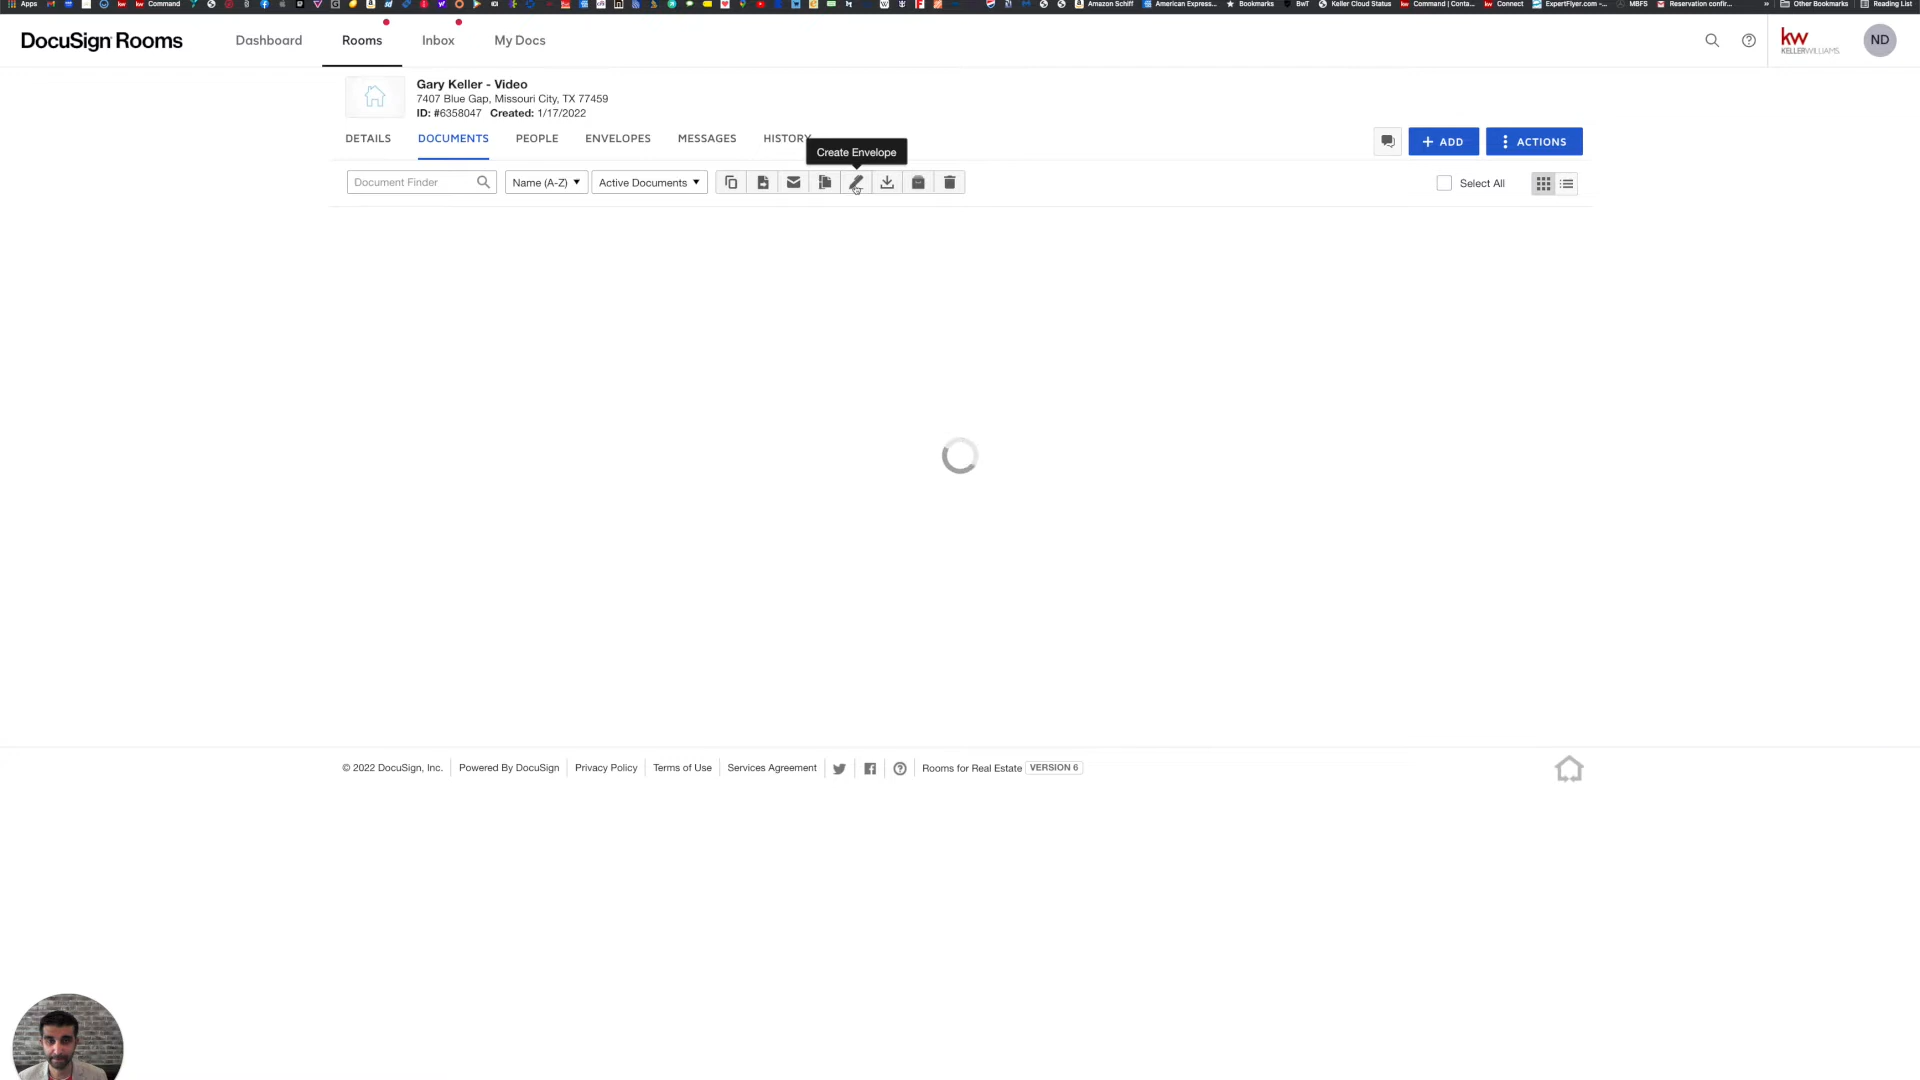 Apps
Command
Amazon Schiff
American Express...
Bookmarks
BwT
Keller Cloud Status
Command | Conta...
Connect
ExpertFlyer.com -...
MBFS
Reservation confir...
»
Other Bookmarks
Reading List
DocuSign Rooms
Dashboard
Rooms
Inbox
My Docs
kw
KELLERWILLIAMS.
ND
Gary Keller - Video
7407 Blue Gap, Missouri City, TX 77459
ID: #6358047 Created: 1/17/2022
DETAILS
DOCUMENTS
PEOPLE
ENVELOPES
MESSAGES
HISTORY
+ ADD
ACTIONS
Create Envelope
Document Finder
Name (A-Z)
Active Documents
Select All
© 2022 DocuSign, Inc.
Powered By DocuSign
Privacy Policy
Terms of Use
Services Agreement
Rooms for Real Estate
VERSION 6